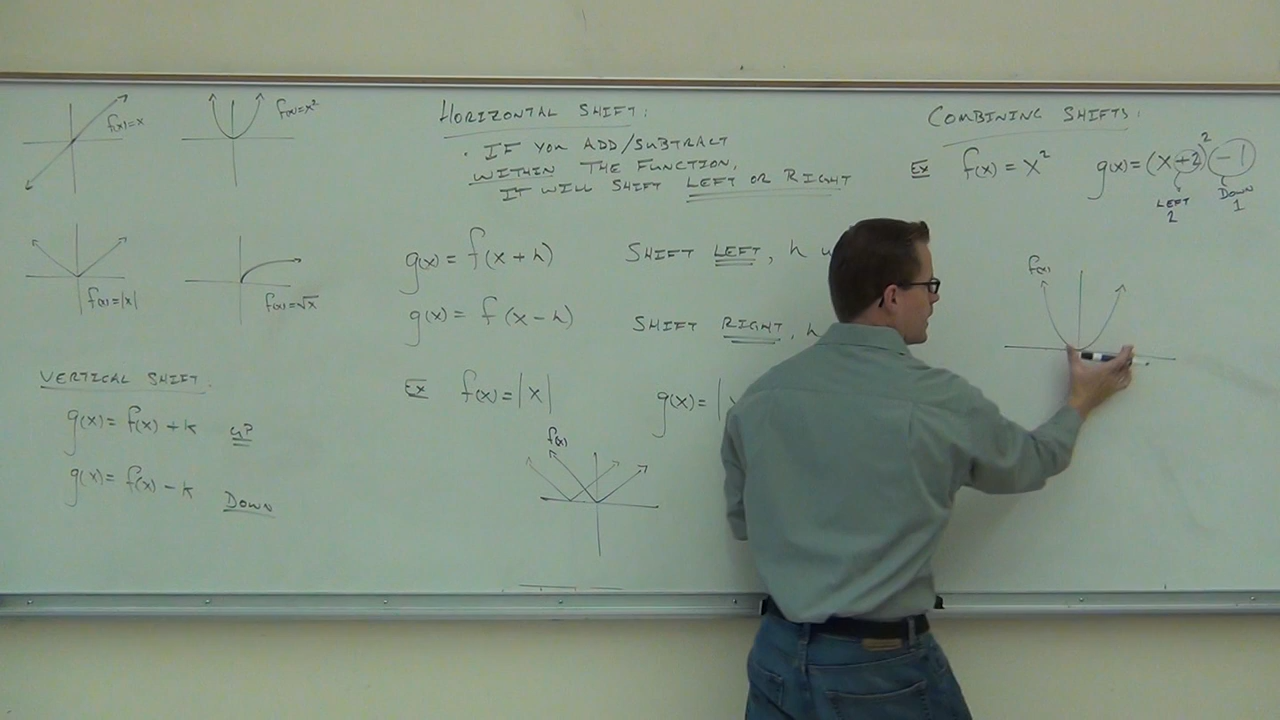 f(x)=x
f(x)=x²
f(x)=|x|
f(x)=√x
VERTICAL SHIFT.
g(x)= f(x)+k UP
g(x)= f(x)-k DOWN
HORIZONTAL SHIFT:
· IF YOU ADD/SUBTRACT
WITHIN THE FUNCTION,
IT WILL SHIFT LEFT OR RIGHT
g(x)= f(x+h) SHIFT LEFT, h
g(x)= f(x-h) SHIFT RIGHT, h
EX f(x)=|x| g(x)=|
f(x)
COMBINING SHIFTS:
EX f(x)=x² g(x)=(x+2)²-1
LEFT 2
DOWN 1
f(x)